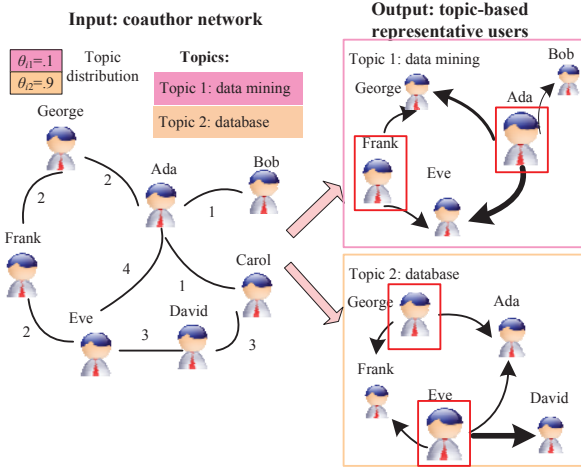 Input: coauthor network
θi1=.1
θi2=.9
Topic
distribution
Topics:
Topic 1: data mining
Topic 2: database
George
Ada
Bob
Frank
Eve
David
Carol
2
2
1
2
4
1
2
3
3
Output: topic-based
representative users
Topic 1: data mining
George
Bob
Ada
Frank
Eve
Topic 2: database
George
Ada
Frank
Eve
David